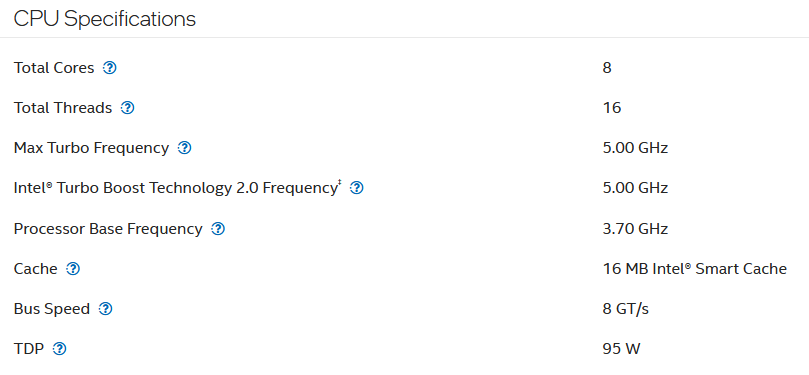 CPU Specifications
Total Cores 8
Total Threads 16
Max Turbo Frequency 5.00 GHz
Intel® Turbo Boost Technology 2.0 Frequency‡ 5.00 GHz
Processor Base Frequency 3.70 GHz
Cache 16 MB Intel® Smart Cache
Bus Speed 8 GT/s
TDP 95 W